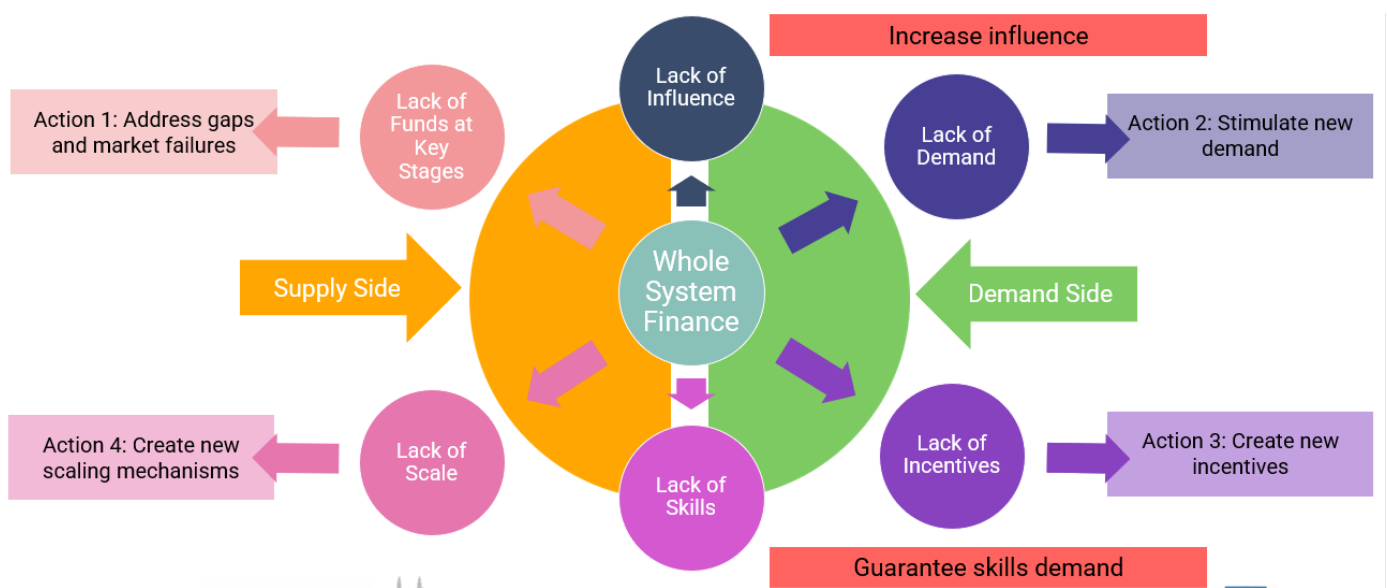 Increase influence
Lack of
Influence
Lack of
Funds at
Key
Stages
Action 1: Address gaps
and market failures
Lack of
Demand
Action 2: Stimulate new
demand
Whole
System
Finance
Supply Side
Demand Side
Action 4: Create new
scaling mechanisms
Lack of
Scale
Lack of
Skills
Lack of
Incentives
Action 3: Create new
incentives
Guarantee skills demand